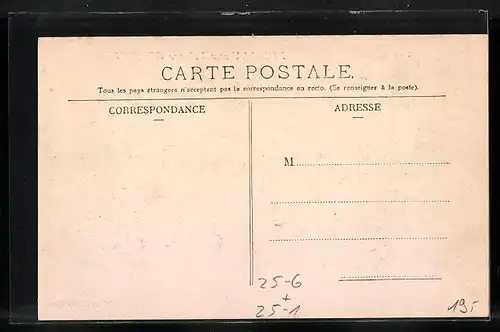 CARTE POSTALE.
Tous les pays étrangers n'acceptent pas la correspondance au recto. (Se renseigner à la poste).
CORRESPONDANCE
ADRESSE
M
25-6
+
25-1
19,-